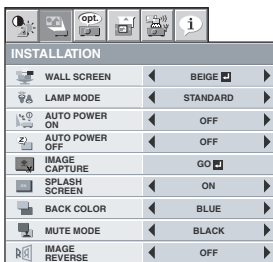 opt.
i
INSTALLATION
WALL SCREEN BEIGE
LAMP MODE STANDARD
AUTO POWER
ON OFF
AUTO POWER
OFF OFF
IMAGE
CAPTURE GO
SPLASH
SCREEN ON
BACK COLOR BLUE
MUTE MODE BLACK
IMAGE
REVERSE OFF